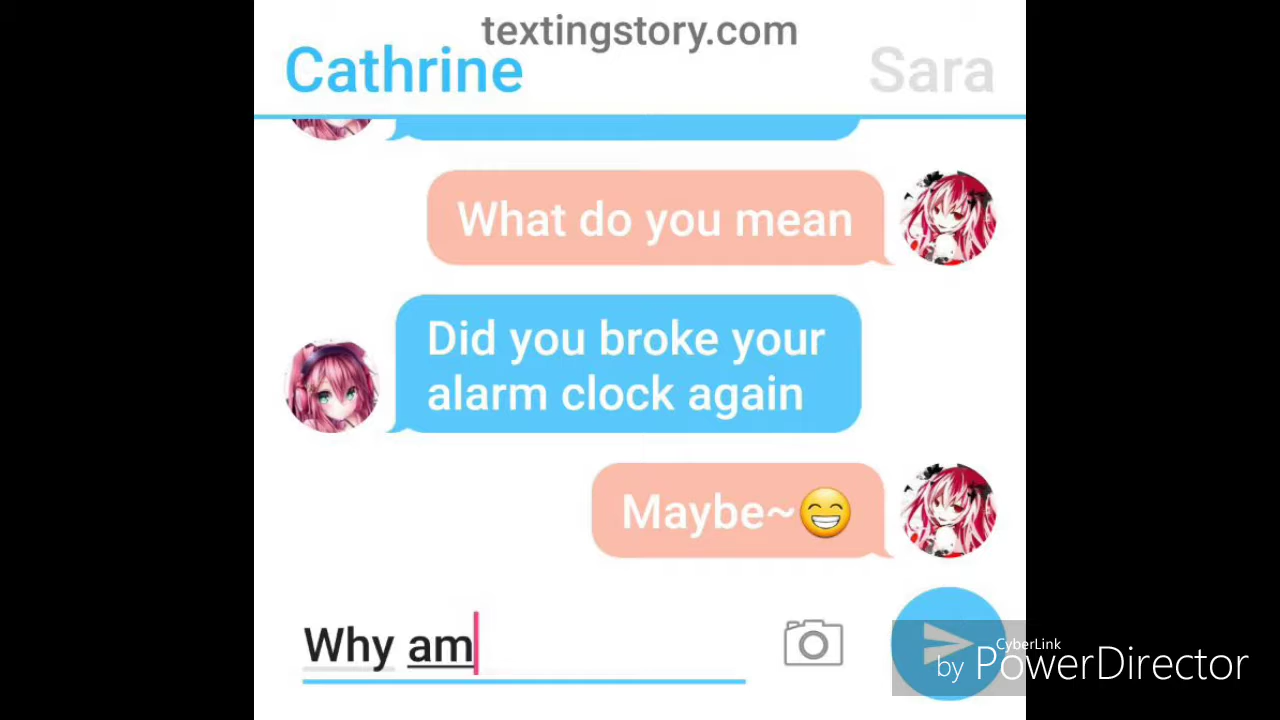 textingstory.com
Cathrine
Sara
What do you mean
Did you broke your
alarm clock again
Maybe~😁
Why am
CyberLink
by PowerDirector